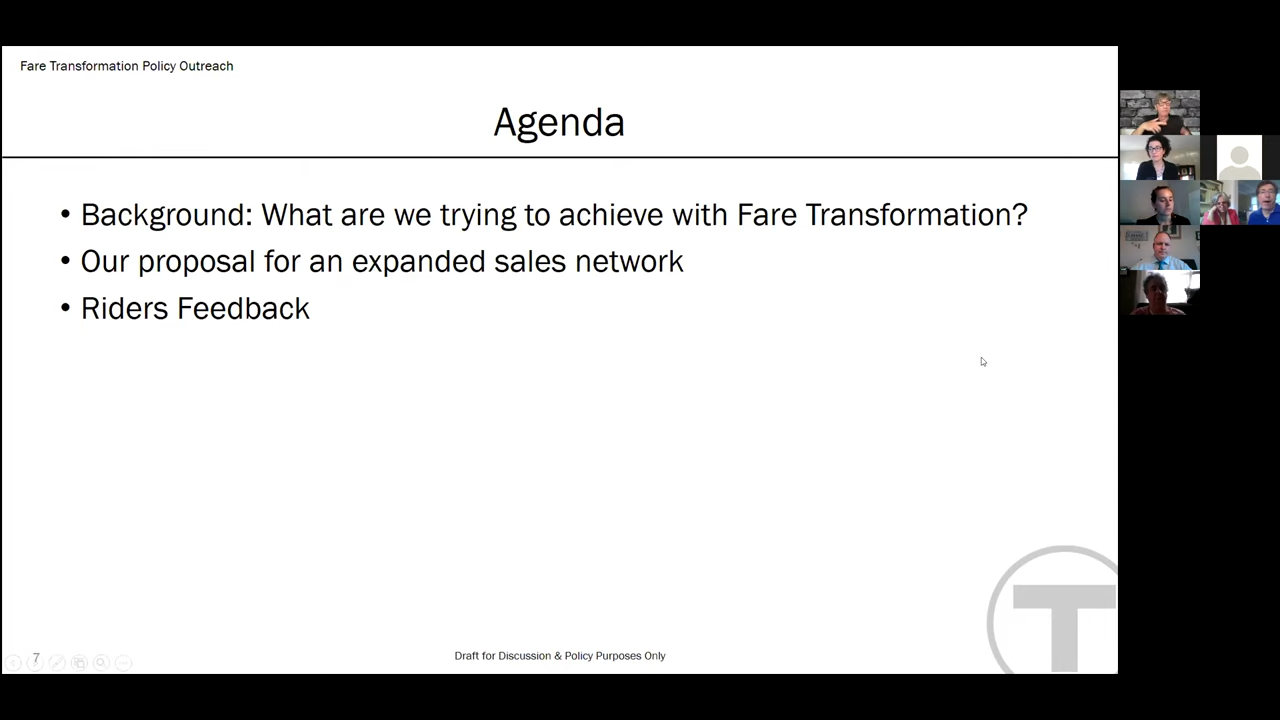 Fare Transformation Policy Outreach
Agenda
• Background: What are we trying to achieve with Fare Transformation?
• Our proposal for an expanded sales network
• Riders Feedback
T
7
Draft for Discussion & Policy Purposes Only